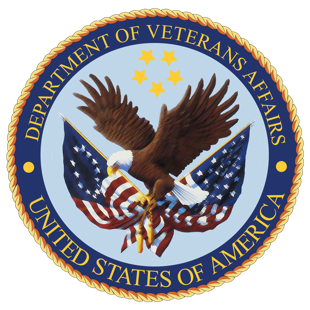 DEPARTMENT OF VETERANS AFFAIRS
UNITED STATES OF AMERICA